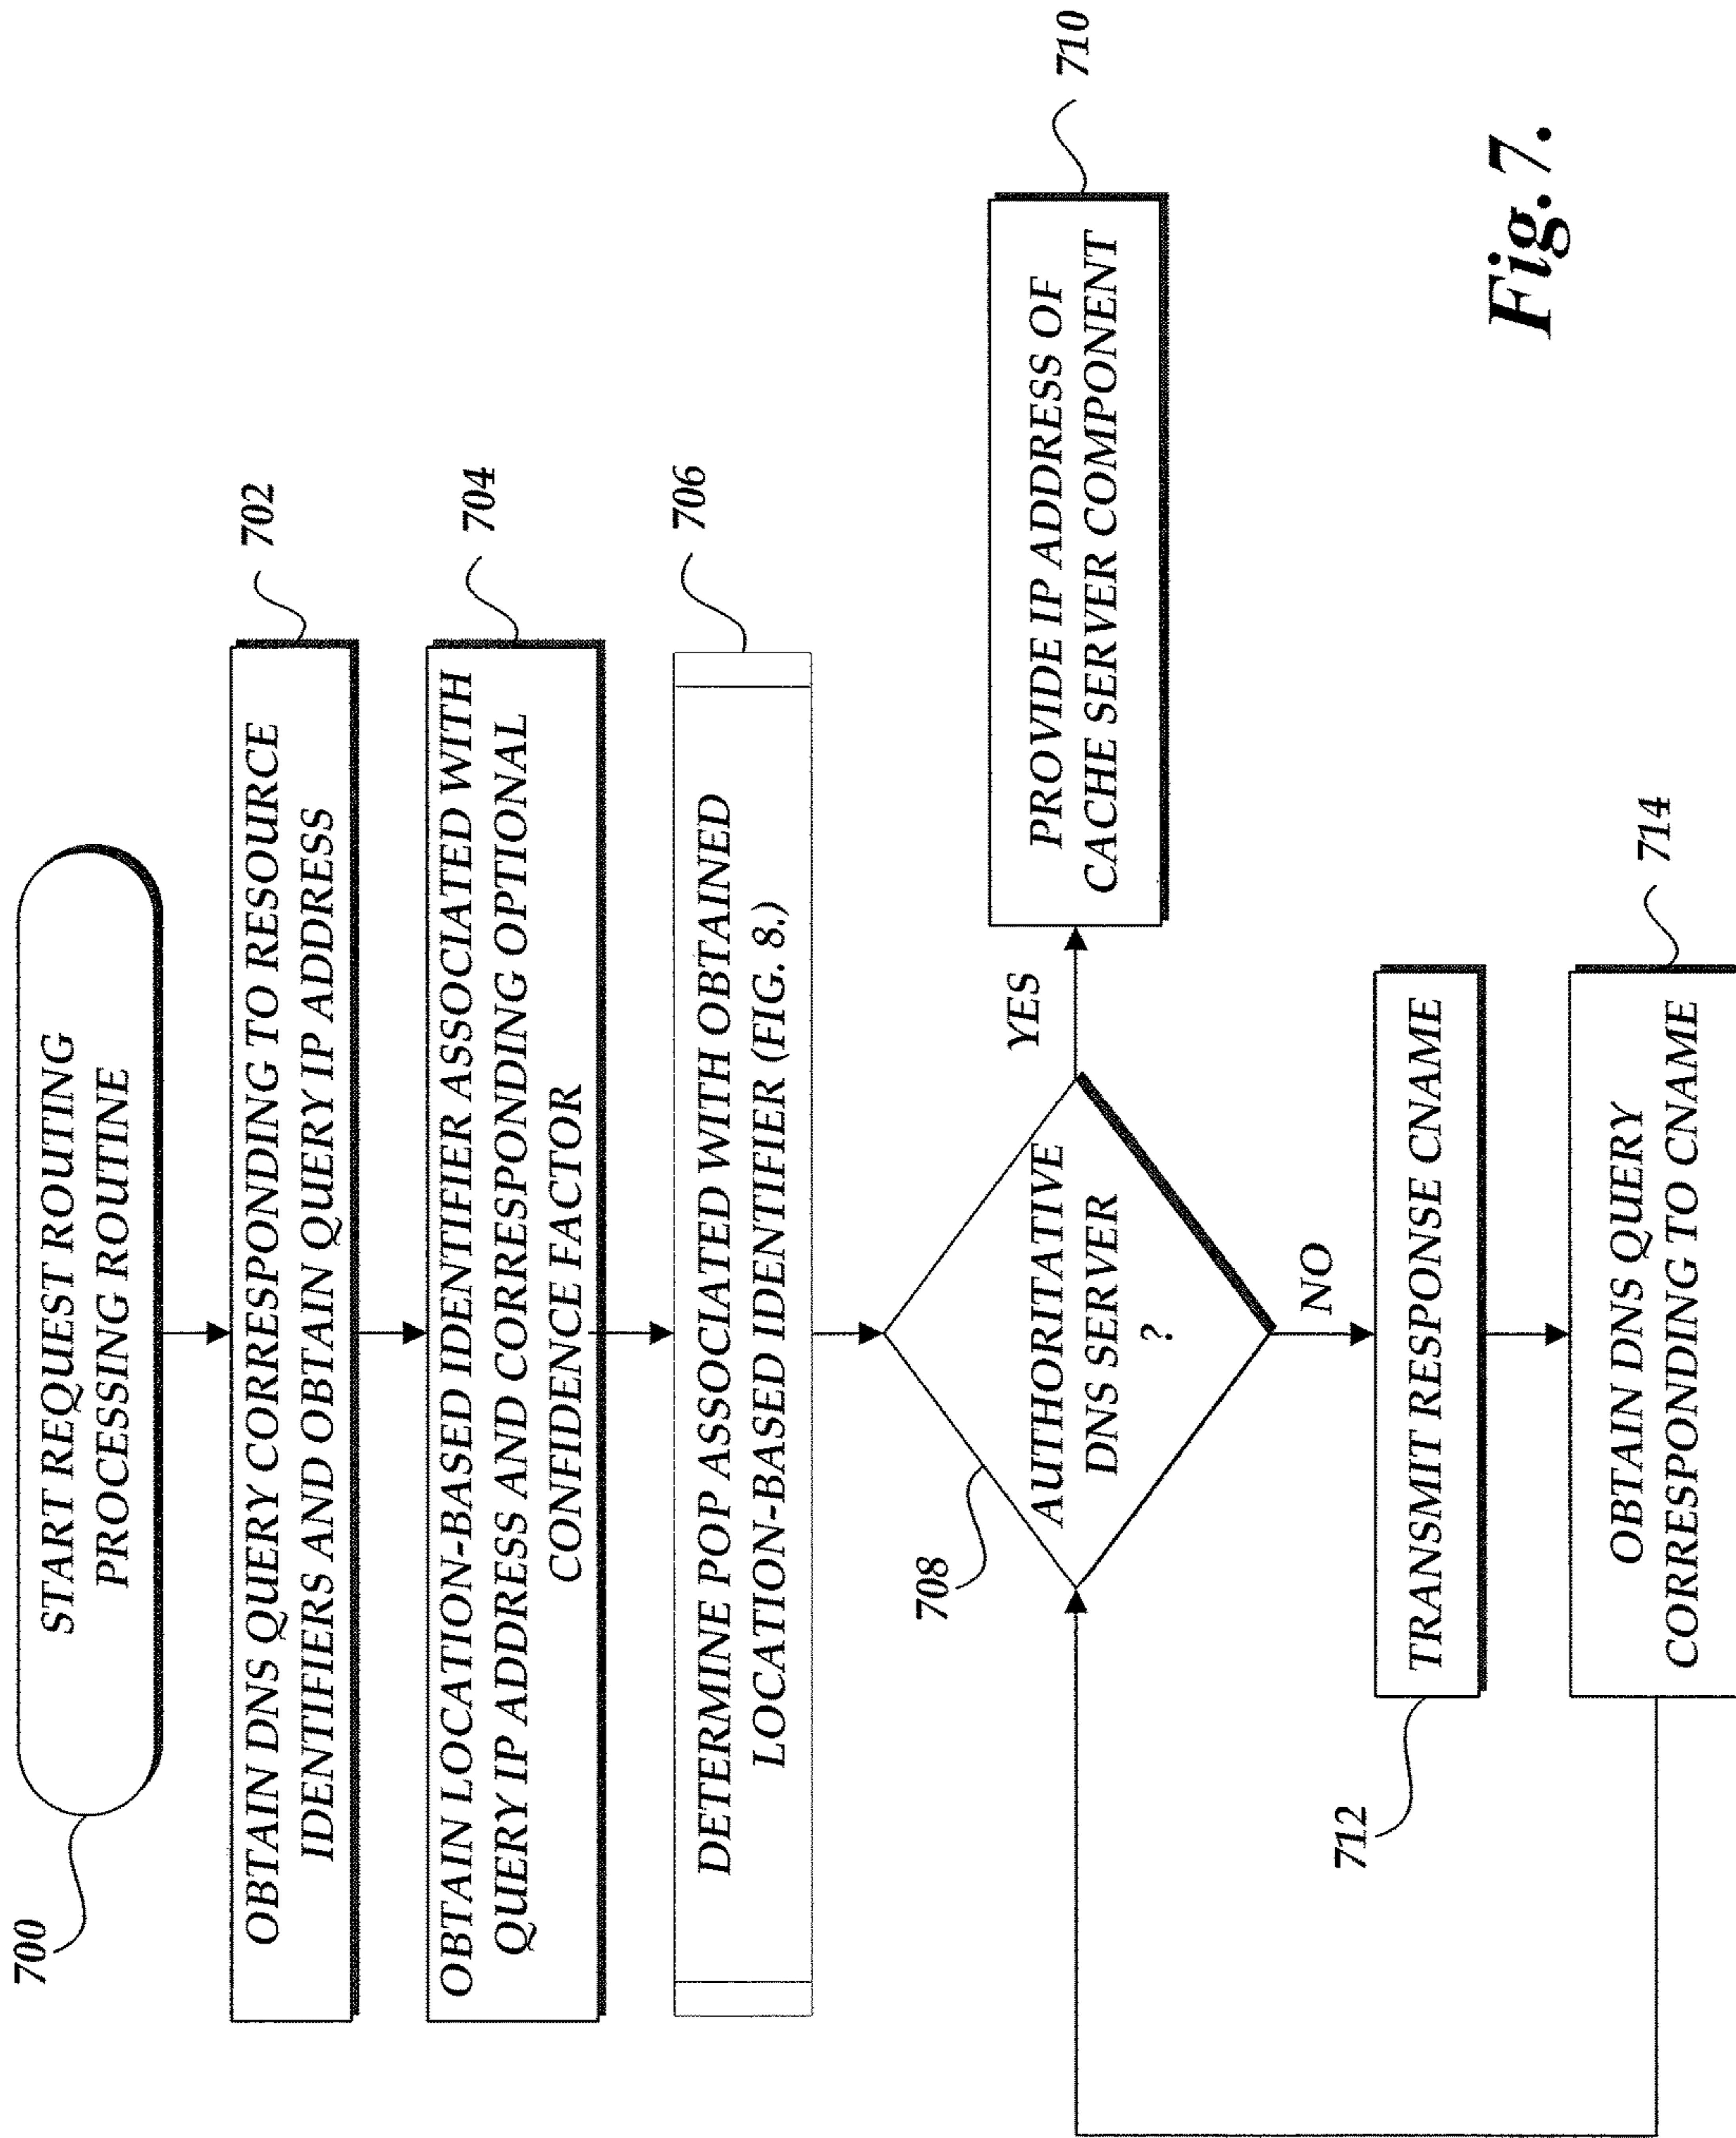 700
START REQUEST ROUTING
PROCESSING ROUTINE
OBTAIN DNS QUERY CORRESPONDING TO RESOURCE
IDENTIFIERS AND OBTAIN QUERY IP ADDRESS
702
OBTAIN LOCATION-BASED IDENTIFIER ASSOCIATED WITH
QUERY IP ADDRESS AND CORRESPONDING OPTIONAL
CONFIDENCE FACTOR
704
DETERMINE POP ASSOCIATED WITH OBTAINED
LOCATION-BASED IDENTIFIER (FIG. 8.)
706
708
AUTHORITATIVE
DNS SERVER
?
YES
PROVIDE IP ADDRESS OF
CACHE SERVER COMPONENT
710
NO
712
TRANSMIT RESPONSE CNAME
OBTAIN DNS QUERY
CORRESPONDING TO CNAME
714
Fig. 7.